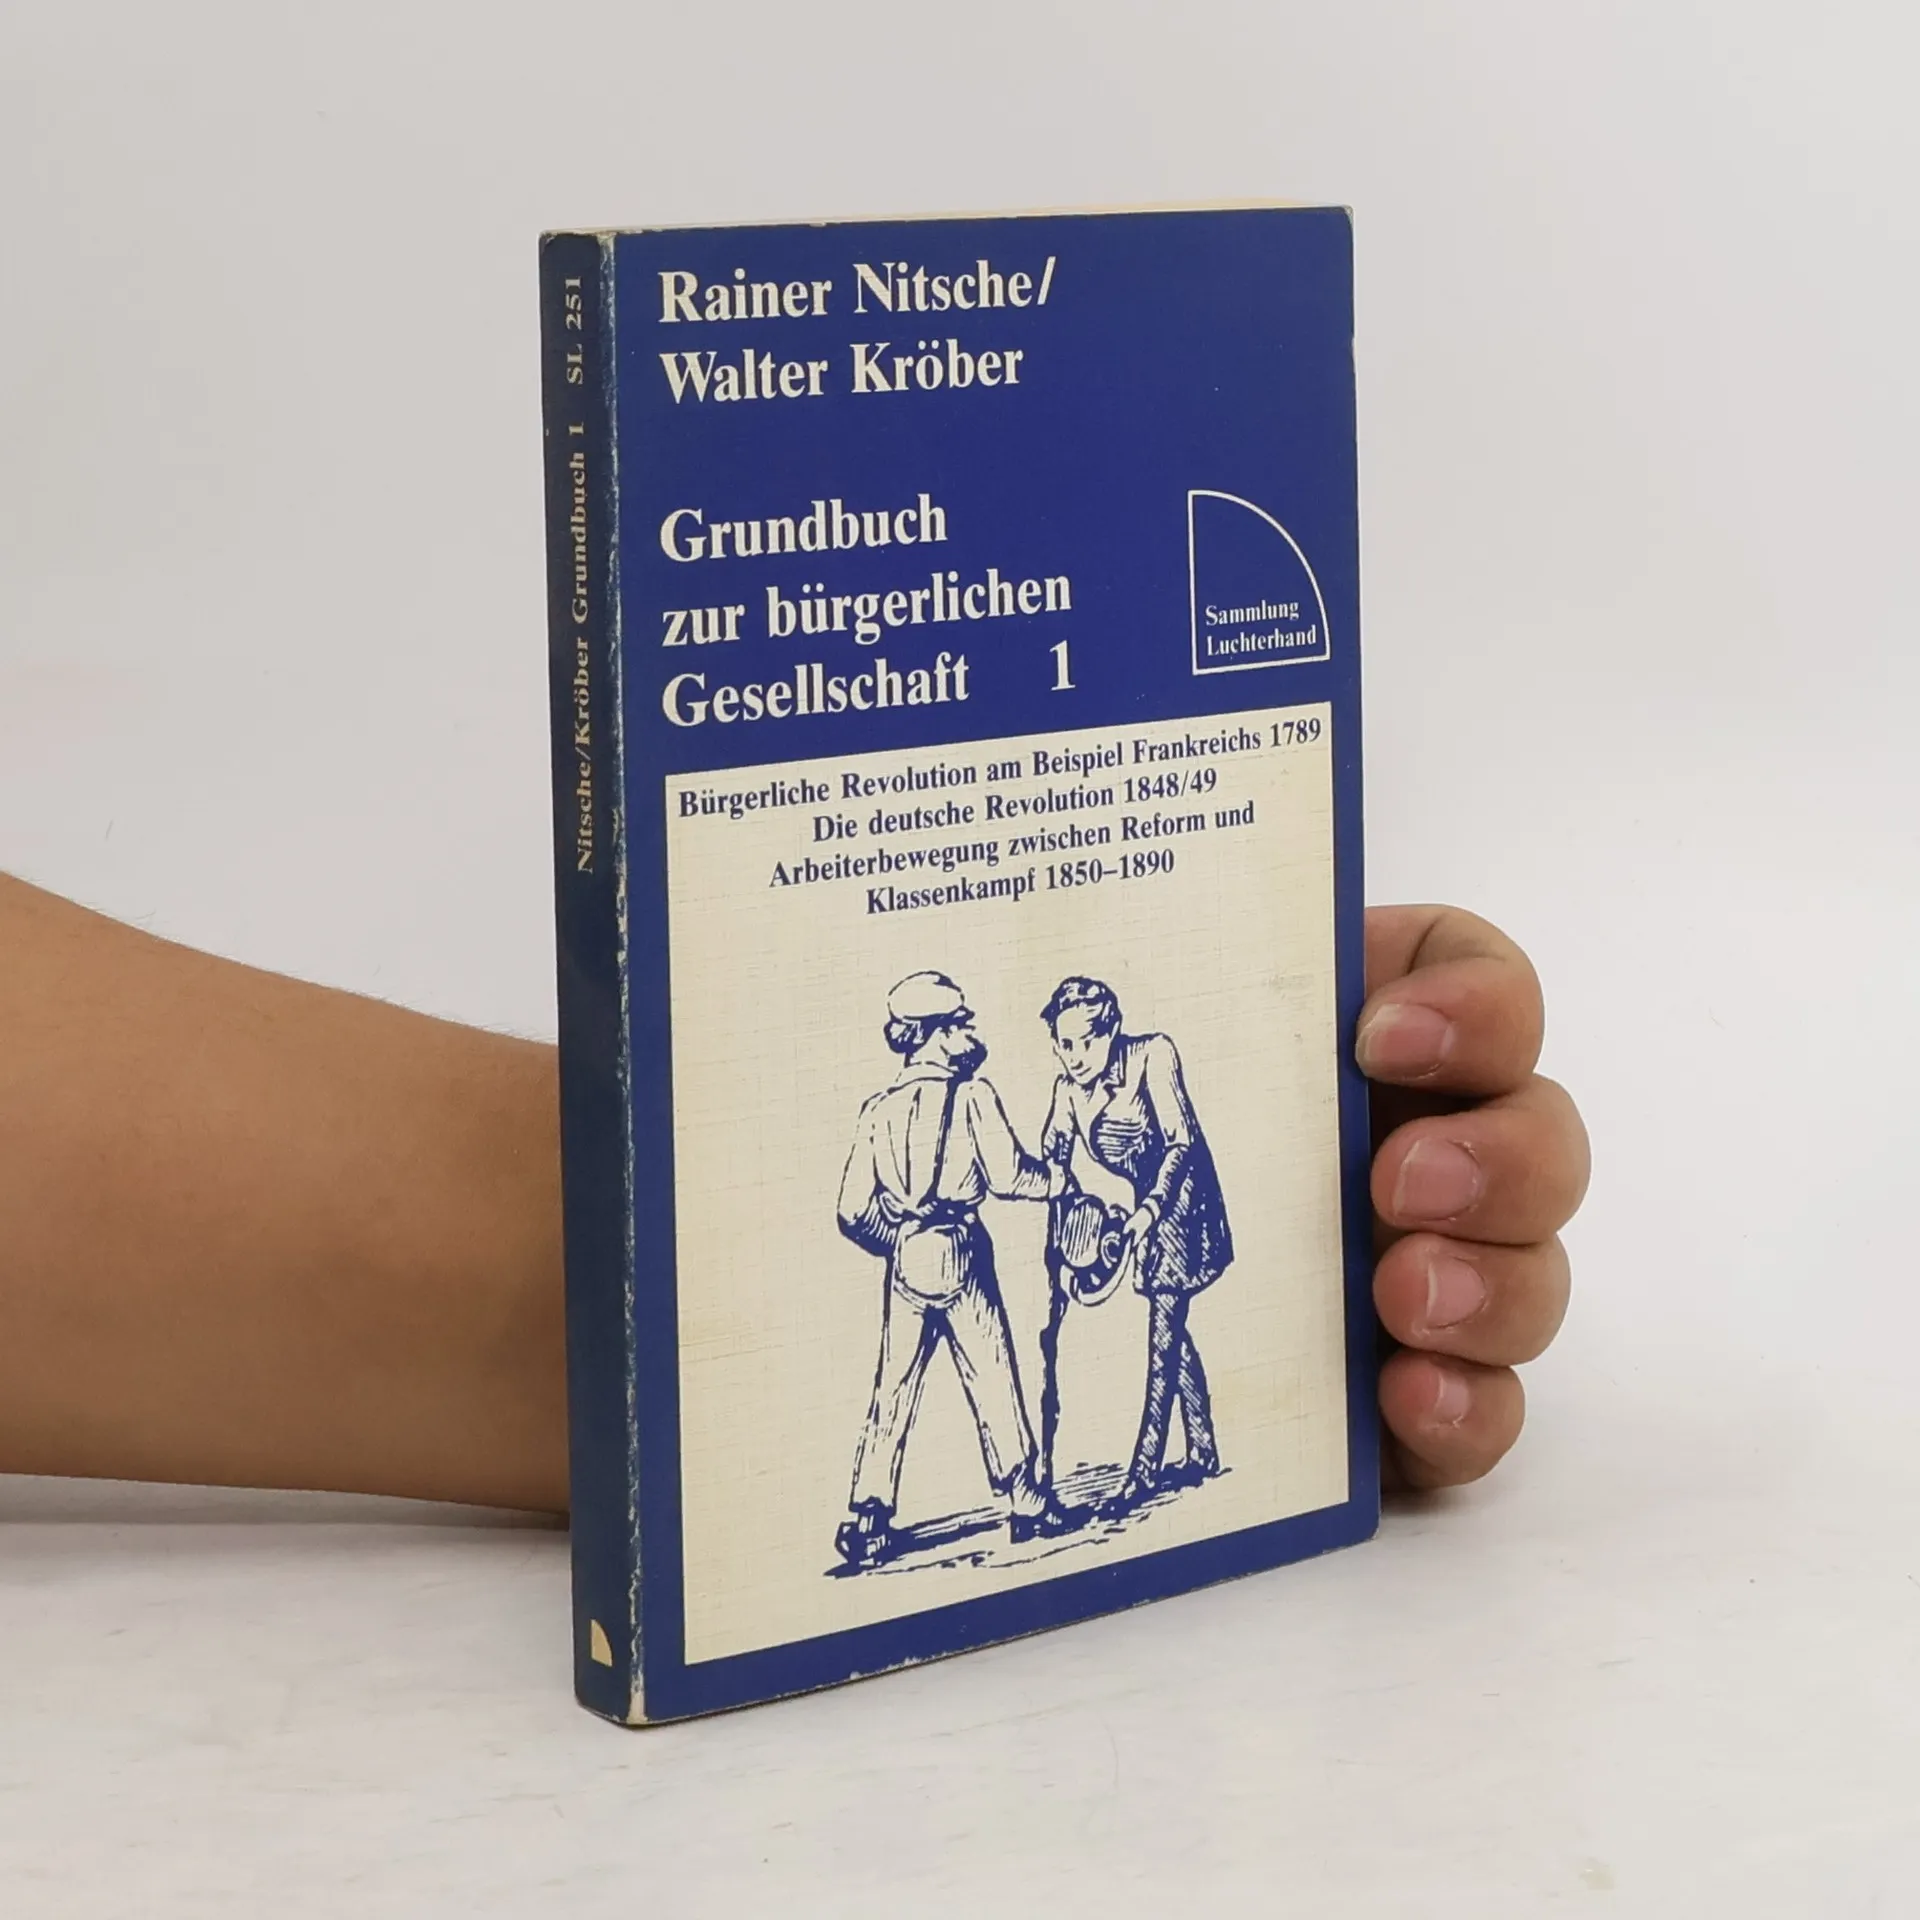 Nitsche/Kröber Grundbuch 1 SL 251
Rainer Nitsche/
Walter Kröber
Grundbuch
zur bürgerlichen
Gesellschaft 1
Sammlung
Luchterhand
Bürgerliche Revolution am Beispiel Frankreichs 1789
Die deutsche Revolution 1848/49
Arbeiterbewegung zwischen Reform und
Klassenkampf 1850–1890